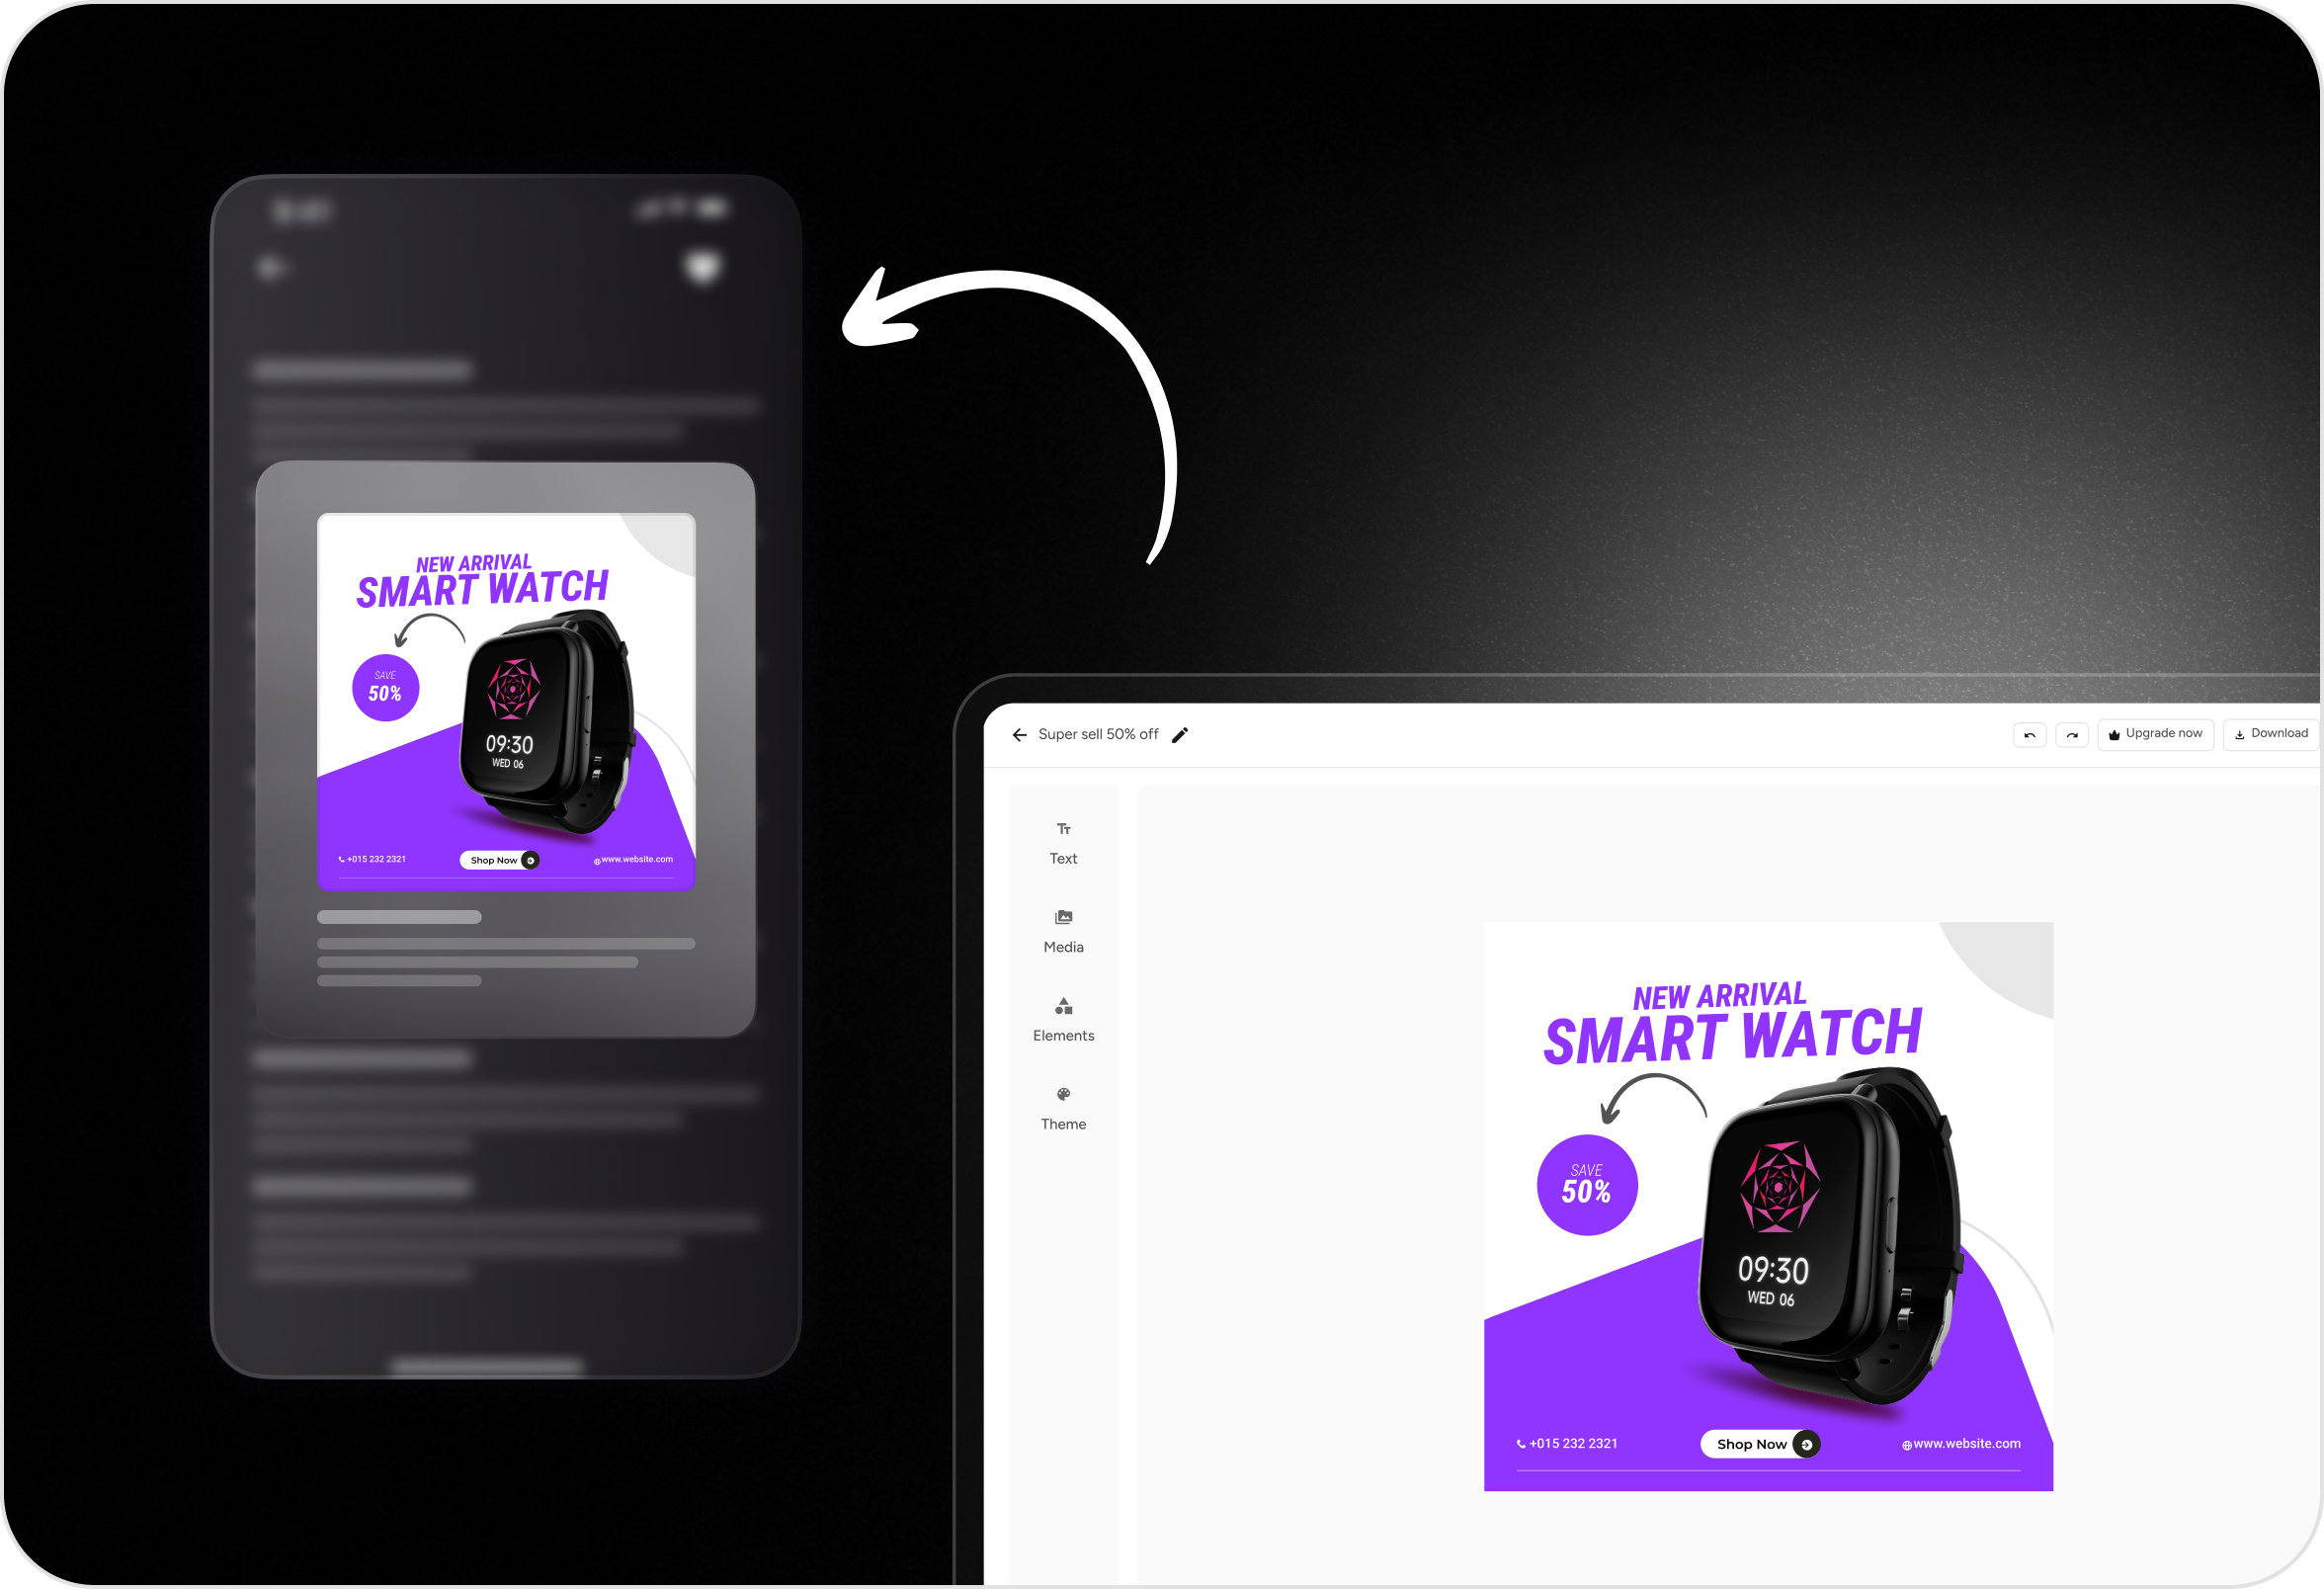 NEW ARRIVAL
SMART WATCH
SAVE
50%
09:30
WED 06
+015 232 2321
Shop Now
www.website.com
Super sell 50% off
Upgrade now
Download
Text
Media
Elements
Theme
NEW ARRIVAL
SMART WATCH
SAVE
50%
09:30
WED 06
+015 232 2321
Shop Now
www.website.com